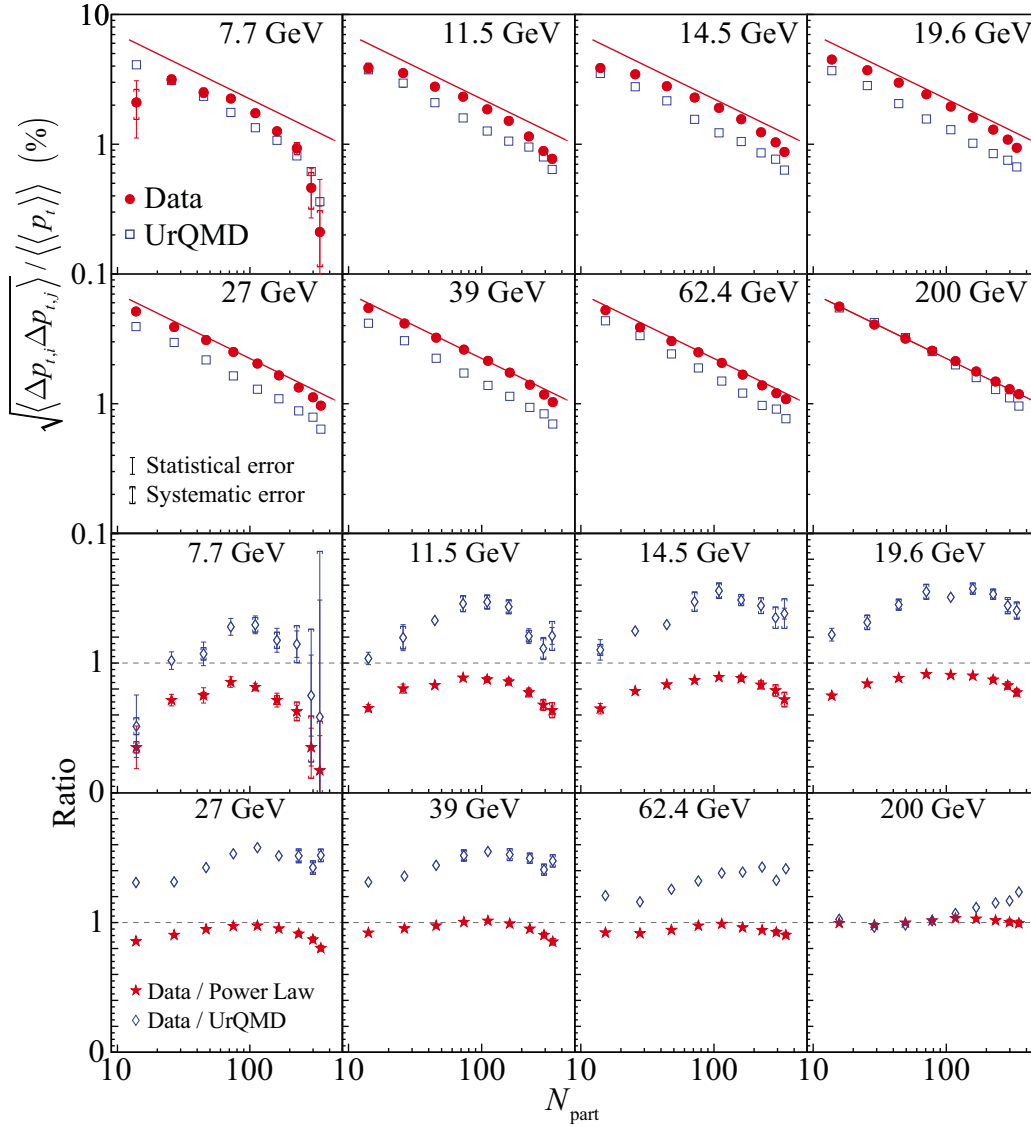 10
7.7 GeV
11.5 GeV
14.5 GeV
19.6 GeV
1
Data
UrQMD
0.1
√⟨Δp_{t,i}Δp_{t,j}⟩/⟨⟨p_t⟩⟩ (%)
27 GeV
39 GeV
62.4 GeV
200 GeV
1
Statistical error
Systematic error
0.1
7.7 GeV
11.5 GeV
14.5 GeV
19.6 GeV
1
0
Ratio
27 GeV
39 GeV
62.4 GeV
200 GeV
1
Data / Power Law
Data / UrQMD
0
10 100 10 100 10 100 10 100
N_part